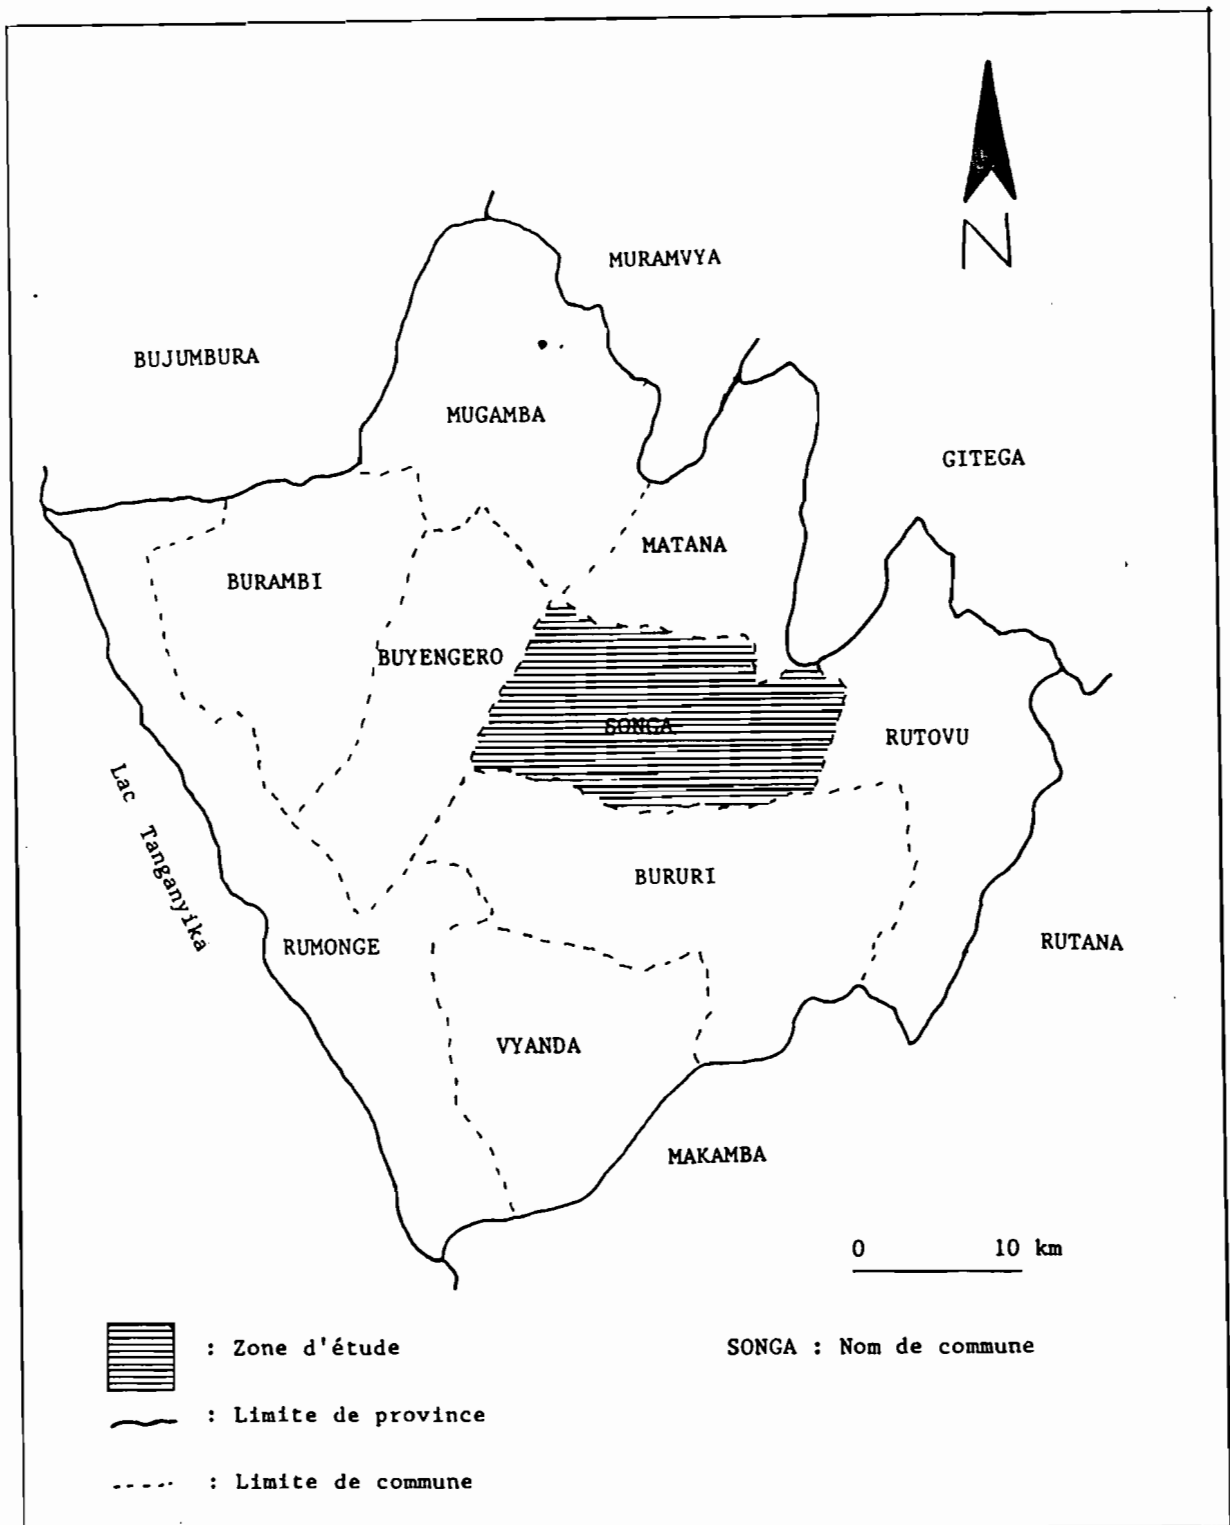 N
MURAMVYA
BUJUMBURA
MUGAMBA
GITEGA
MATANA
BURAMBI
BUYENGERO
SONGA
RUTOVU
Lac Tanganyika
BURURI
RUMONGE
RUTANA
VYANDA
MAKAMBA
0 10 km
: Zone d'étude
SONGA : Nom de commune
: Limite de province
: Limite de commune